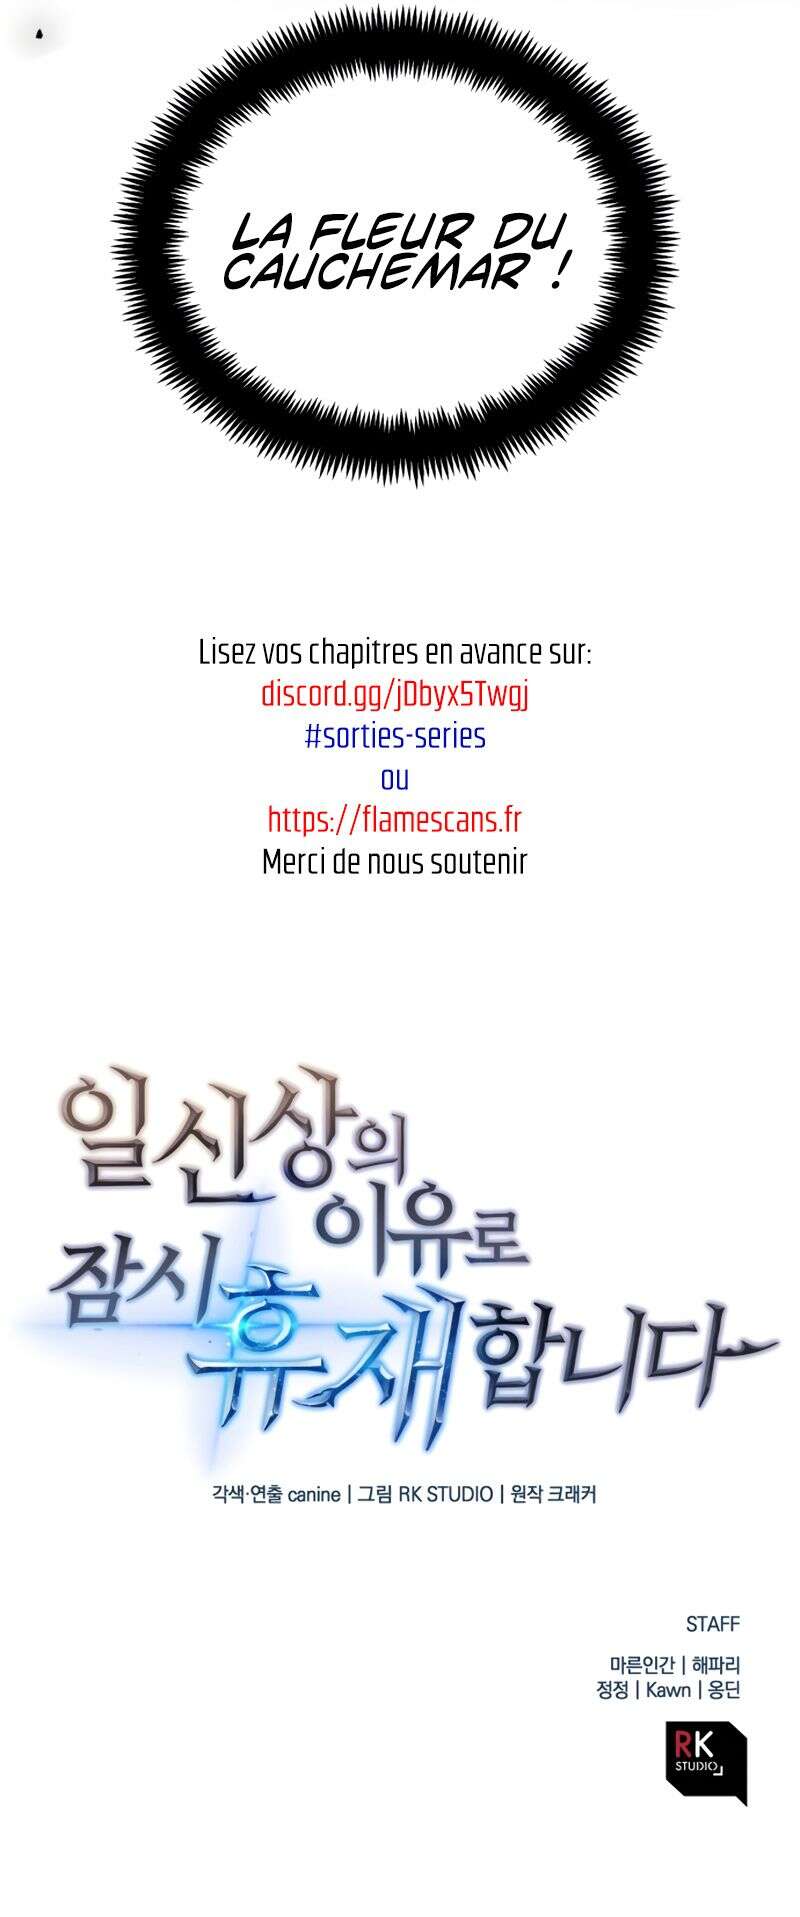 LA FLEUR DU
CAUCHEMAR !
Lisez vos chapitres en avance sur:
discord.gg/jDbyx5Twgj
#sorties-series
ou
https://flamescans.fr
Merci de nous soutenir
일신상의
이유로
잠시 휴재합니다
각색·연출 canine | 그림 RK STUDIO | 원작 크래커
STAFF
마른인간 | 해파리
정정 | Kawn | 옹딘
RK
STUDIO